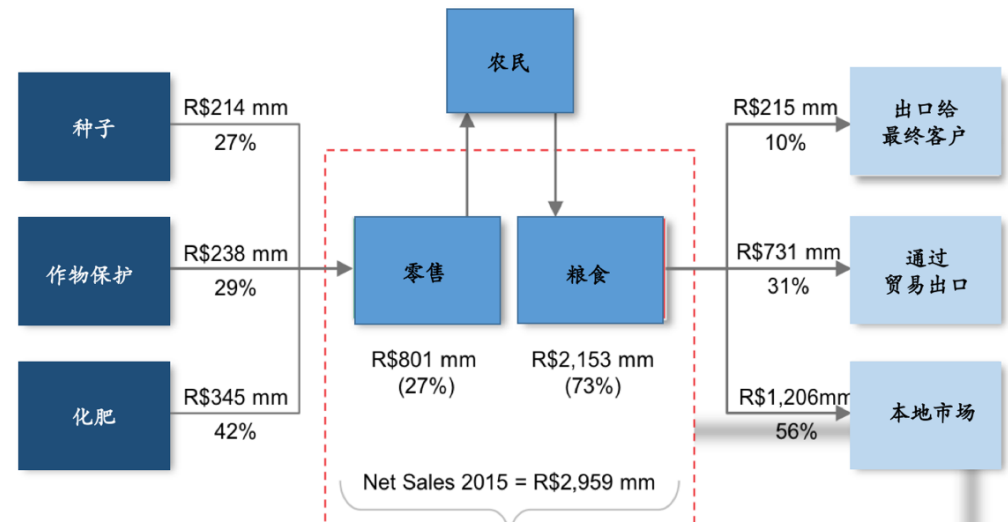 农民
种子
R$214 mm
27%
R$215 mm
10%
出口给
最终客户
作物保护
R$238 mm
29%
零售
粮食
R$731 mm
31%
通过
贸易出口
R$801 mm
(27%)
R$2,153 mm
(73%)
化肥
R$345 mm
42%
R$1,206mm
56%
本地市场
Net Sales 2015 = R$2,959 mm